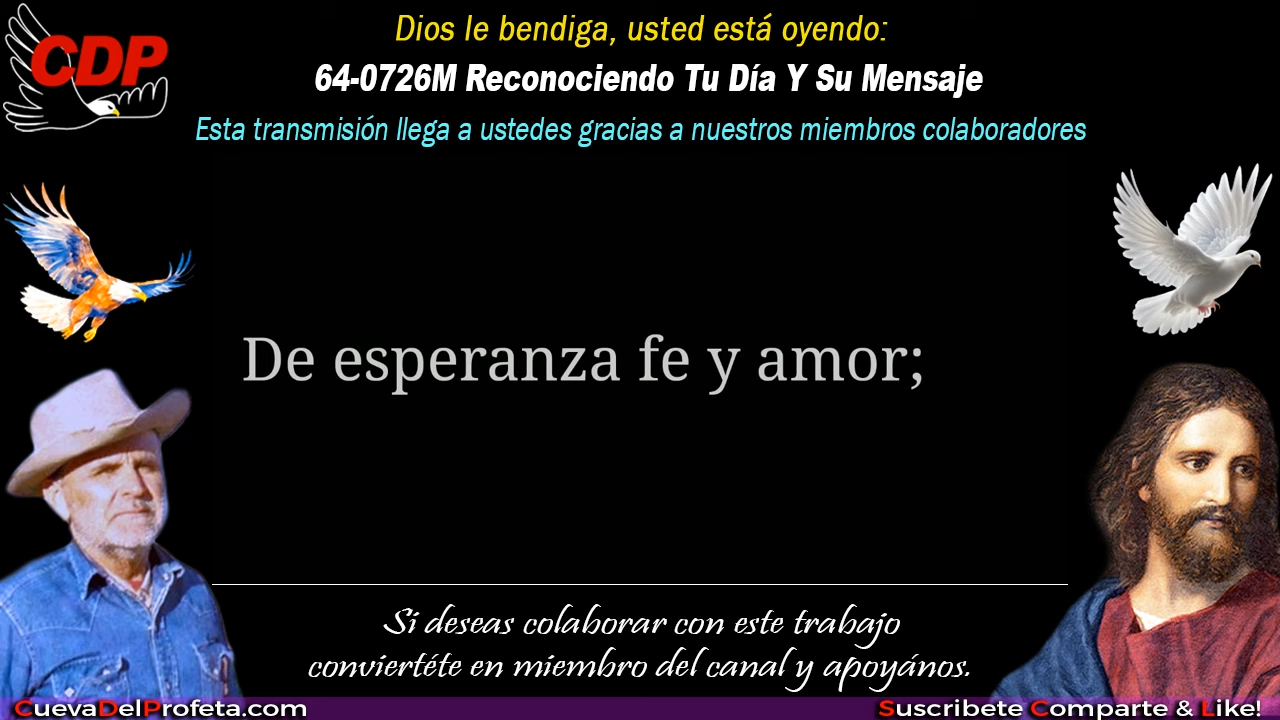 CDP
Dios le bendiga, usted está oyendo:
64-0726M Reconociendo Tu Día Y Su Mensaje
Esta transmisión llega a ustedes gracias a nuestros miembros colaboradores
De esperanza fe y amor;
Si deseas colaborar con este trabajo
conviertéte en miembro del canal y apoyános.
CuevaDelProfeta.com
Suscribete Comparte & Like!